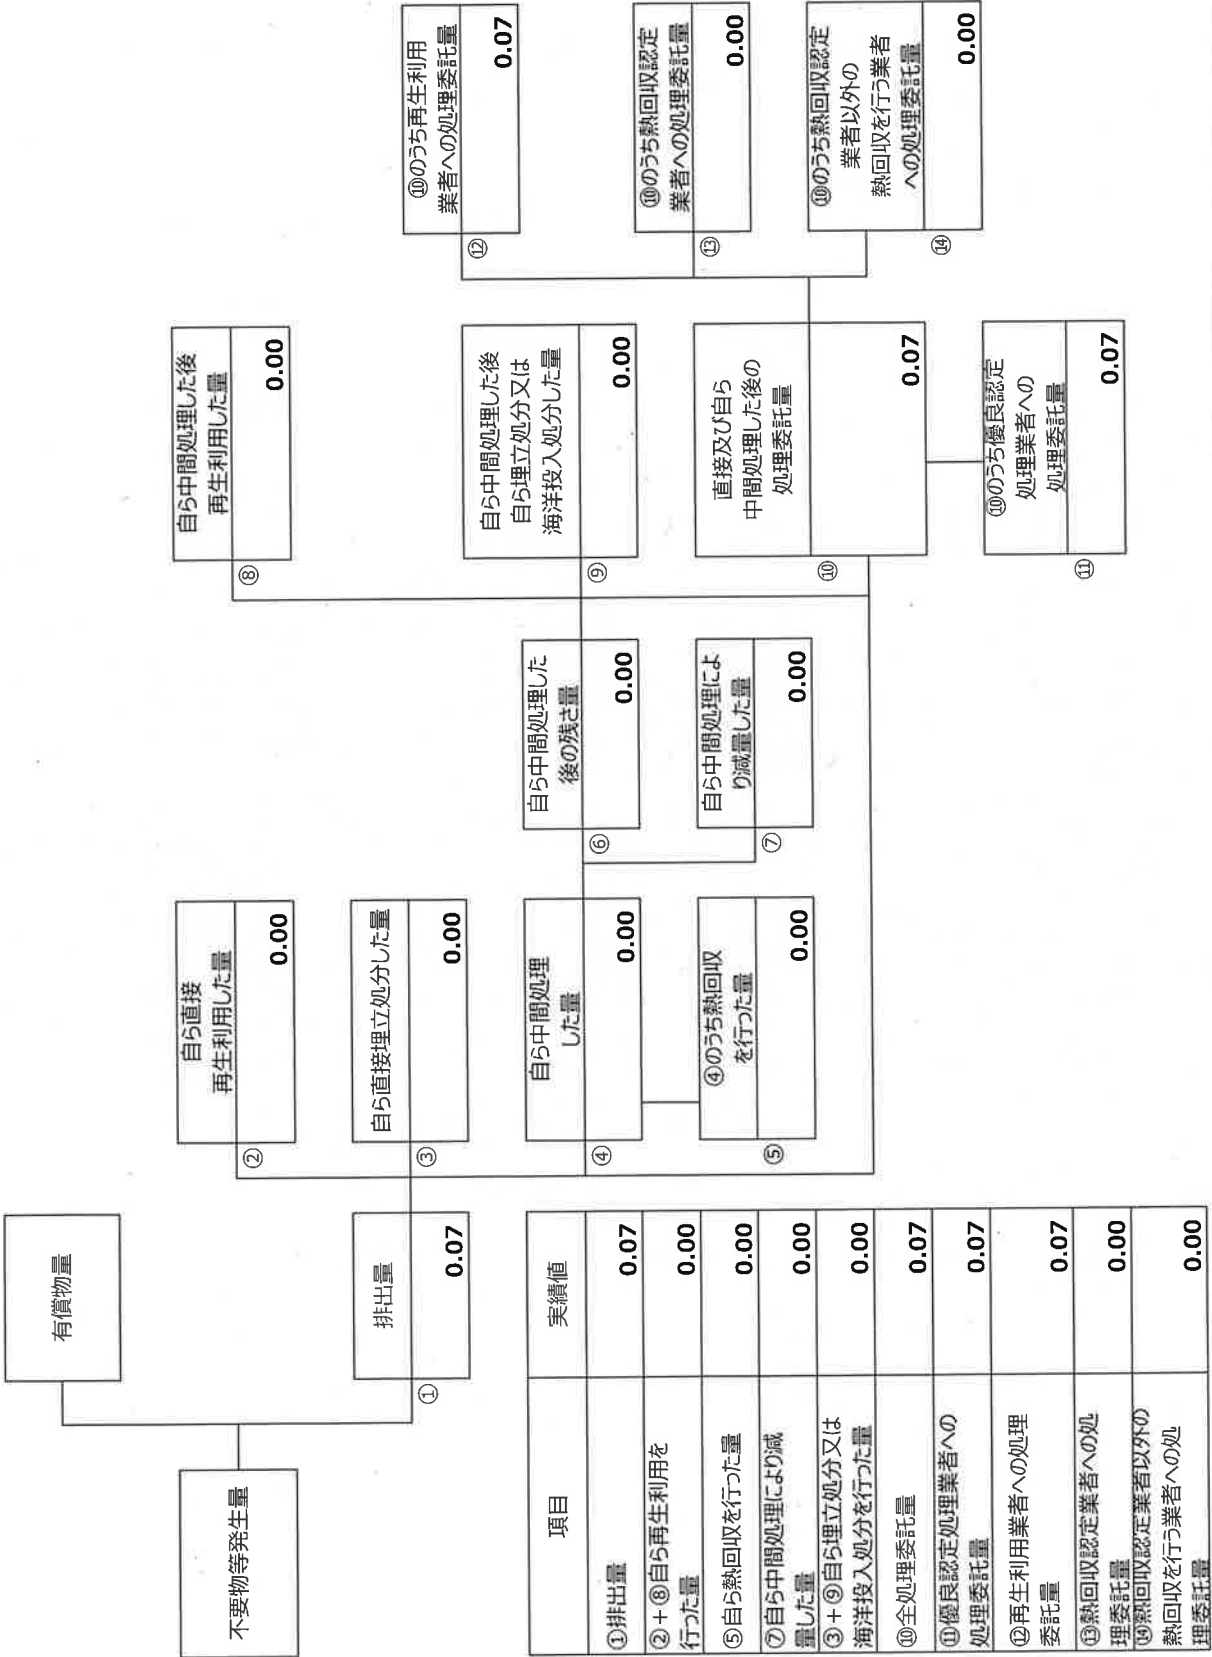 有償物量
不要物等発生量
排出量
①
0.07
自ら直接
再生利用した量
②
0.00
自ら直接埋立処分した量
③
0.00
自ら中間処理
した量
④
0.00
④のうち熱回収
を行った量
⑤
0.00
自ら中間処理した
後の残さ量
⑥
0.00
自ら中間処理によ
り減量した量
⑦
0.00
自ら中間処理した後
再生利用した量
⑧
0.00
自ら中間処理した後
自ら埋立処分又は
海洋投入処分した量
⑨
0.00
直接及び自ら
中間処理した後の
処理委託量
⑩
0.07
⑩のうち優良認定
処理業者への
処理委託量
⑪
0.07
⑩のうち再生利用
業者への処理委託量
⑫
0.07
⑩のうち熱回収認定
業者への処理委託量
⑬
0.00
⑩のうち熱回収認定
業者以外の
熱回収を行う業者
への処理委託量
⑭
0.00
項目 実績値
①排出量 0.07
②+⑧自ら再生利用を
行った量 0.00
⑤自ら熱回収を行った量 0.00
⑦自ら中間処理により減
量した量 0.00
③+⑨自ら埋立処分又は
海洋投入処分を行った量 0.00
⑩全処理委託量 0.07
⑪優良認定処理業者への
処理委託量 0.07
⑫再生利用業者への処理
委託量 0.07
⑬熱回収認定業者への処
理委託量 0.00
⑭熱回収認定業者以外の
熱回収を行う業者への処
理委託量 0.00